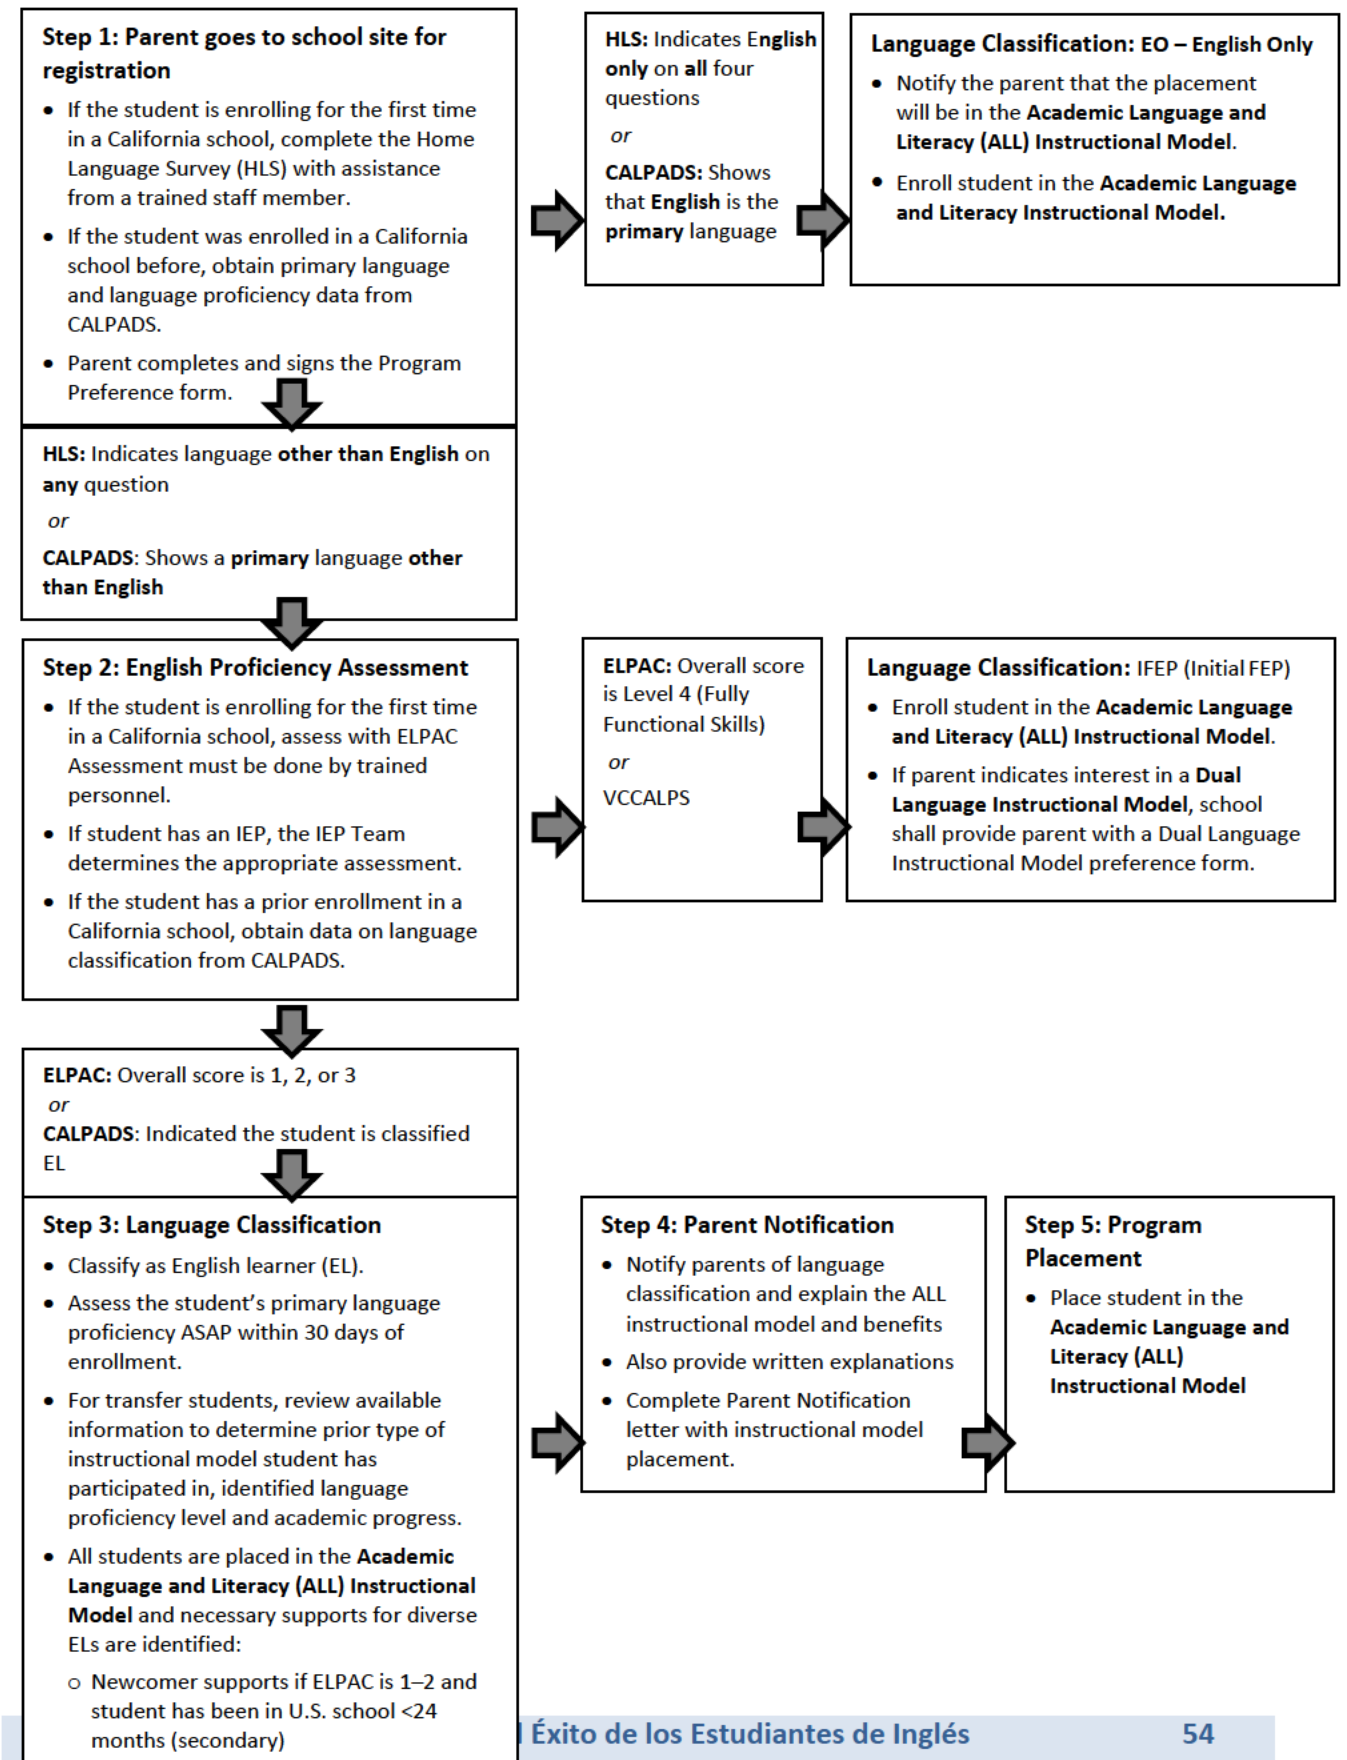 Step 1: Parent goes to school site for
registration
• If the student is enrolling for the first time
in a California school, complete the Home
Language Survey (HLS) with assistance
from a trained staff member.
• If the student was enrolled in a California
school before, obtain primary language
and language proficiency data from
CALPADS.
• Parent completes and signs the Program
Preference form.
HLS: Indicates English
only on all four
questions
or
CALPADS: Shows
that English is the
primary language
Language Classification: EO – English Only
• Notify the parent that the placement
will be in the Academic Language and
Literacy (ALL) Instructional Model.
• Enroll student in the Academic Language
and Literacy Instructional Model.
HLS: Indicates language other than English on
any question
or
CALPADS: Shows a primary language other
than English
Step 2: English Proficiency Assessment
• If the student is enrolling for the first time
in a California school, assess with ELPAC
Assessment must be done by trained
personnel.
• If student has an IEP, the IEP Team
determines the appropriate assessment.
• If the student has a prior enrollment in a
California school, obtain data on language
classification from CALPADS.
ELPAC: Overall score
is Level 4 (Fully
Functional Skills)
or
VCCALPS
Language Classification: IFEP (Initial FEP)
• Enroll student in the Academic Language
and Literacy (ALL) Instructional Model.
• If parent indicates interest in a Dual
Language Instructional Model, school
shall provide parent with a Dual Language
Instructional Model preference form.
ELPAC: Overall score is 1, 2, or 3
or
CALPADS: Indicated the student is classified
EL
Step 3: Language Classification
• Classify as English learner (EL).
• Assess the student’s primary language
proficiency ASAP within 30 days of
enrollment.
• For transfer students, review available
information to determine prior type of
instructional model student has
participated in, identified language
proficiency level and academic progress.
• All students are placed in the Academic
Language and Literacy (ALL) Instructional
Model and necessary supports for diverse
ELs are identified:
o Newcomer supports if ELPAC is 1–2 and
student has been in U.S. school <24
months (secondary)
Step 4: Parent Notification
• Notify parents of language
classification and explain the ALL
instructional model and benefits
• Also provide written explanations
• Complete Parent Notification
letter with instructional model
placement.
Step 5: Program
Placement
• Place student in the
Academic Language and
Literacy (ALL)
Instructional Model
Éxito de los Estudiantes de Inglés 54